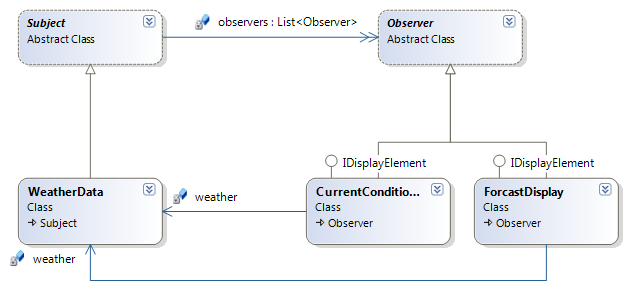 Subject
Abstract Class
observers : List<Observer>
Observer
Abstract Class
IDisplayElement
IDisplayElement
WeatherData
Class
Subject
weather
CurrentConditio...
Class
Observer
ForcastDisplay
Class
Observer
weather